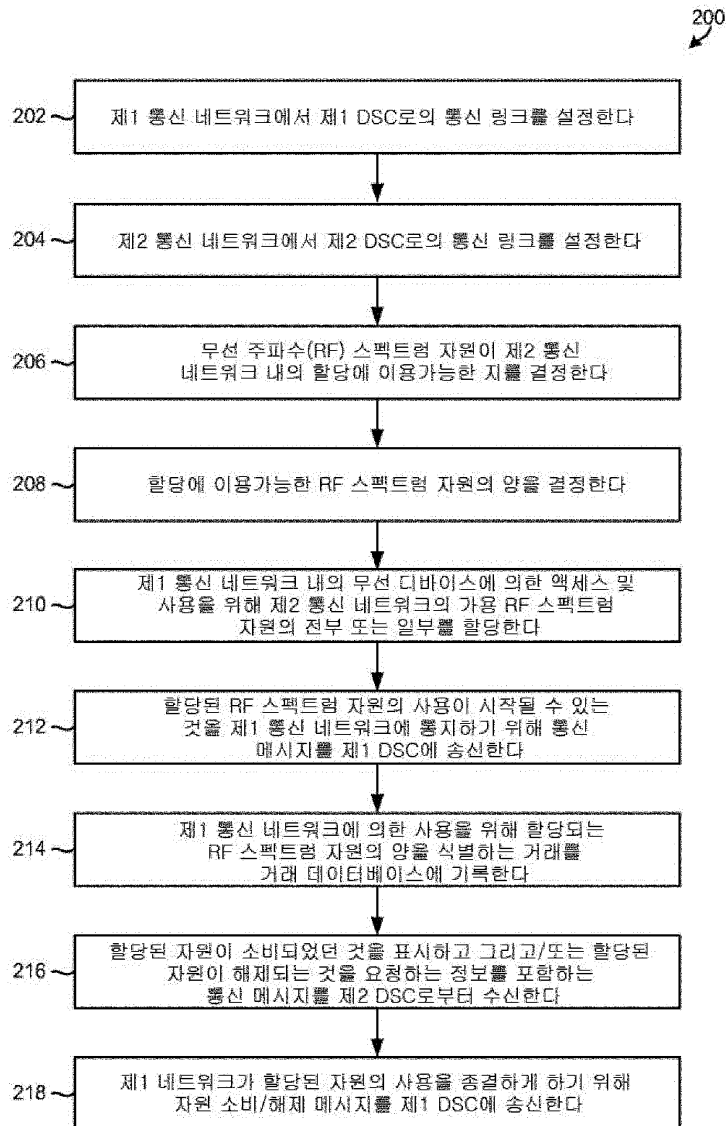 200
202
제1 통신 네트워크에서 제1 DSC로의 통신 링크를 설정한다
204
제2 통신 네트워크에서 제2 DSC로의 통신 링크를 설정한다
206
무선 주파수(RF) 스펙트럼 자원이 제2 통신
네트워크 내의 할당에 이용가능한 지를 결정한다
208
할당에 이용가능한 RF 스펙트럼 자원의 양을 결정한다
210
제1 통신 네트워크 내의 무선 디바이스에 의한 액세스 및
사용을 위해 제2 통신 네트워크의 가용 RF 스펙트럼
자원의 전부 또는 일부를 할당한다
212
할당된 RF 스펙트럼 자원의 사용이 시작될 수 있는
것을 제1 통신 네트워크에 통지하기 위해 통신
메시지를 제1 DSC에 송신한다
214
제1 통신 네트워크에 의한 사용을 위해 할당되는
RF 스펙트럼 자원의 양을 식별하는 거래를
거래 데이터베이스에 기록한다
216
할당된 자원이 소비되었던 것을 표시하고 그리고/또는 할당된
자원이 해제되는 것을 요청하는 정보를 포함하는
통신 메시지를 제2 DSC로부터 수신한다
218
제1 네트워크가 할당된 자원의 사용을 종결하게 하기 위해
자원 소비/해제 메시지를 제1 DSC에 송신한다